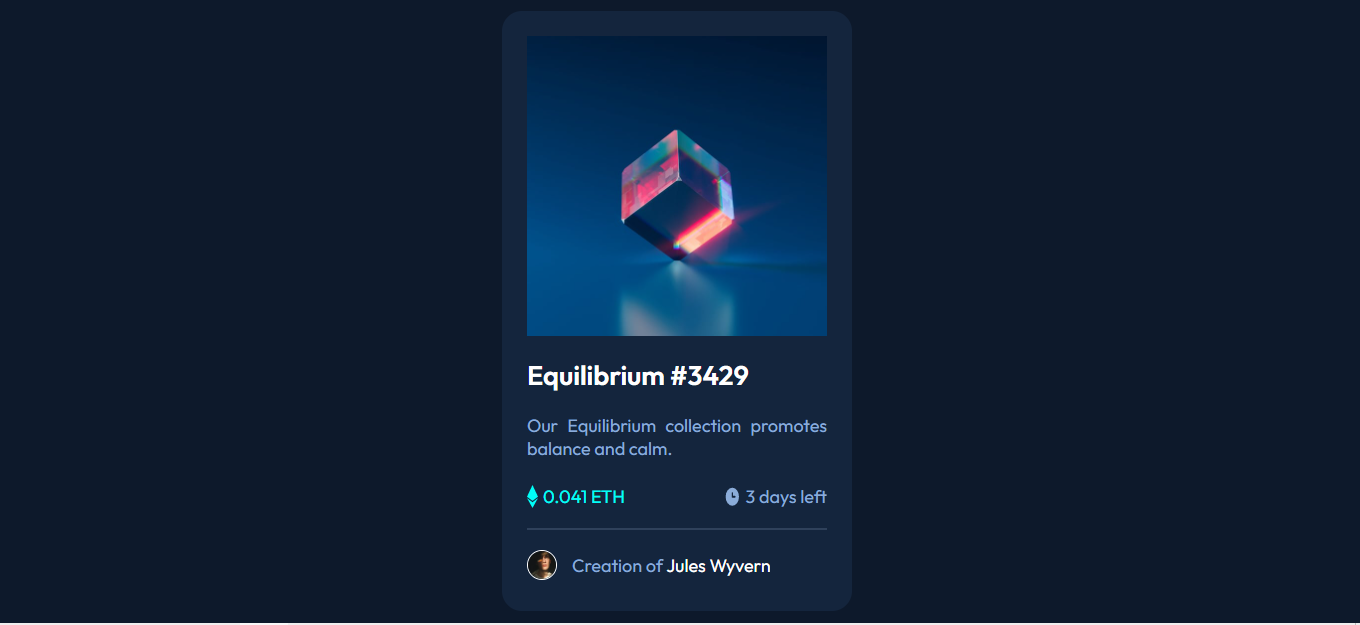 Equilibrium #3429
Our Equilibrium collection promotes
balance and calm.
0.041 ETH 3 days left
Creation of Jules Wyvern